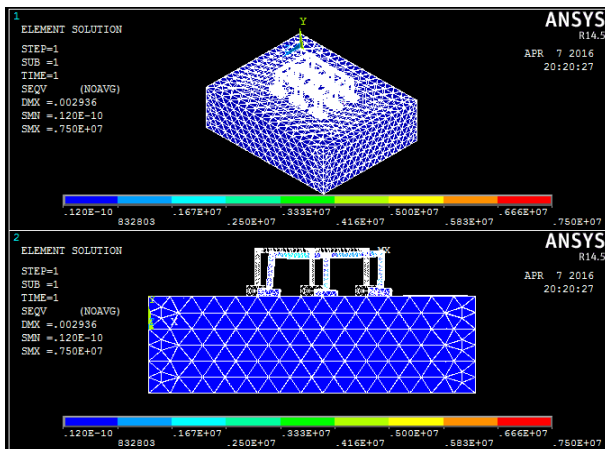 1
ELEMENT SOLUTION
ANSYS
R14.5
STEP=1
SUB =1
TIME=1
SEQV (NOAVG)
DMX =.002936
SMN =.120E-10
SMX =.750E+07
APR 7 2016
20:20:27
Y
.120E-10 .167E+07 .333E+07 .500E+07 .666E+07
832803 .250E+07 .416E+07 .583E+07 .750E+07
2
ELEMENT SOLUTION
ANSYS
R14.5
STEP=1
SUB =1
TIME=1
SEQV (NOAVG)
DMX =.002936
SMN =.120E-10
SMX =.750E+07
APR 7 2016
20:20:27
X
.120E-10 .167E+07 .333E+07 .500E+07 .666E+07
832803 .250E+07 .416E+07 .583E+07 .750E+07